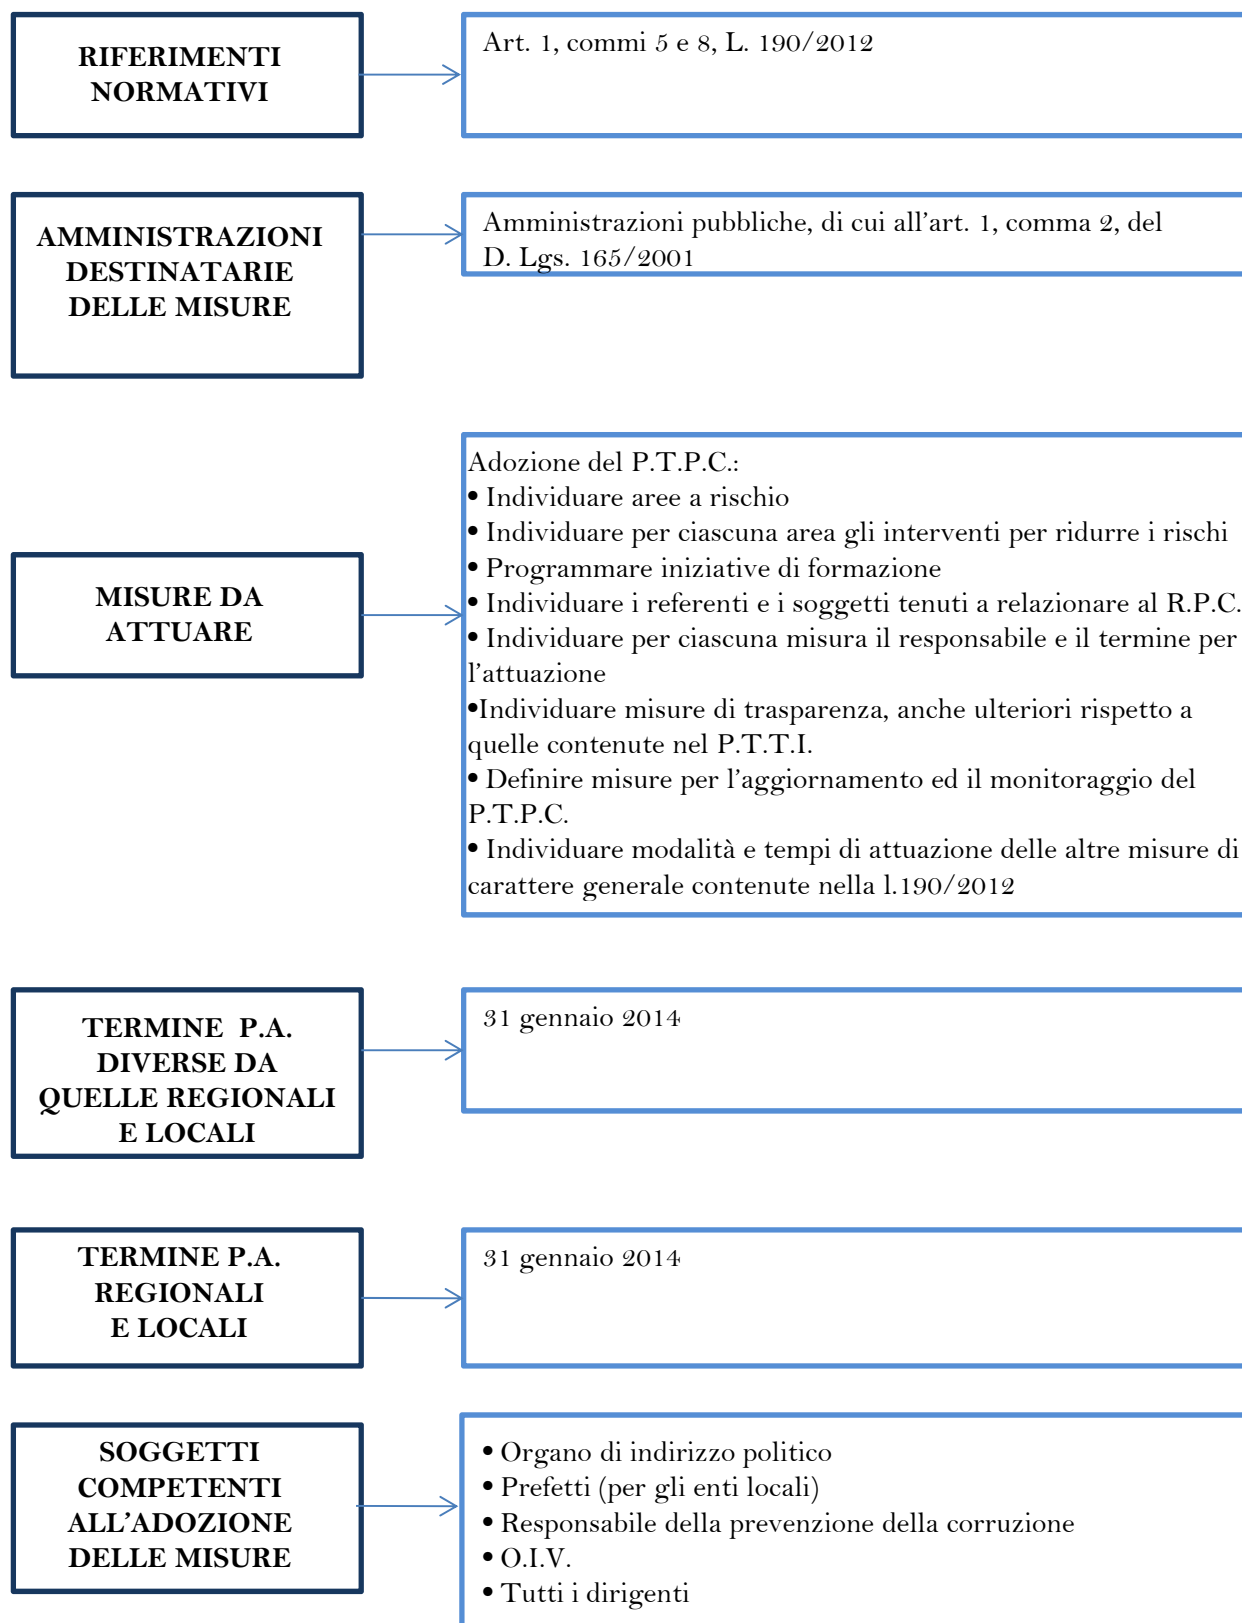 RIFERIMENTI
NORMATIVI
Art. 1, commi 5 e 8, L. 190/2012
AMMINISTRAZIONI
DESTINATARIE
DELLE MISURE
Amministrazioni pubbliche, di cui all’art. 1, comma 2, del
D. Lgs. 165/2001
MISURE DA
ATTUARE
Adozione del P.T.P.C.:
• Individuare aree a rischio
• Individuare per ciascuna area gli interventi per ridurre i rischi
• Programmare iniziative di formazione
• Individuare i referenti e i soggetti tenuti a relazionare al R.P.C.
• Individuare per ciascuna misura il responsabile e il termine per
l’attuazione
•Individuare misure di trasparenza, anche ulteriori rispetto a
quelle contenute nel P.T.T.I.
• Definire misure per l’aggiornamento ed il monitoraggio del
P.T.P.C.
• Individuare modalità e tempi di attuazione delle altre misure di
carattere generale contenute nella l.190/2012
TERMINE P.A.
DIVERSE DA
QUELLE REGIONALI
E LOCALI
31 gennaio 2014
TERMINE P.A.
REGIONALI
E LOCALI
31 gennaio 2014
SOGGETTI
COMPETENTI
ALL’ADOZIONE
DELLE MISURE
• Organo di indirizzo politico
• Prefetti (per gli enti locali)
• Responsabile della prevenzione della corruzione
• O.I.V.
• Tutti i dirigenti